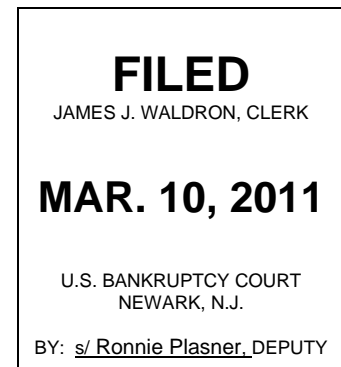 FILED
JAMES J. WALDRON, CLERK
MAR. 10, 2011
U.S. BANKRUPTCY COURT
NEWARK, N.J.
BY: s/ Ronnie Plasner, DEPUTY